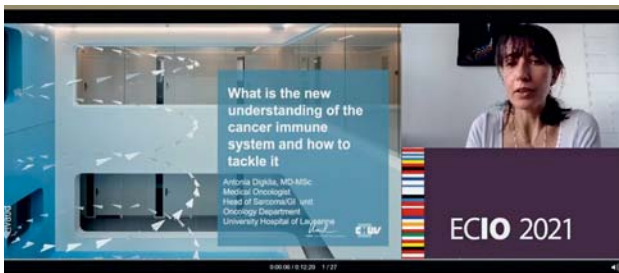 What is the new
understanding of the
cancer immune
system and how to
tackle it
Antonia Digklia, MD-MSc
Medical Oncologist
Head of Sarcoma/GI unit
Oncology Department
University Hospital of Lausanne
ECIO 2021
0:00:06 / 0:12:29 1 / 27